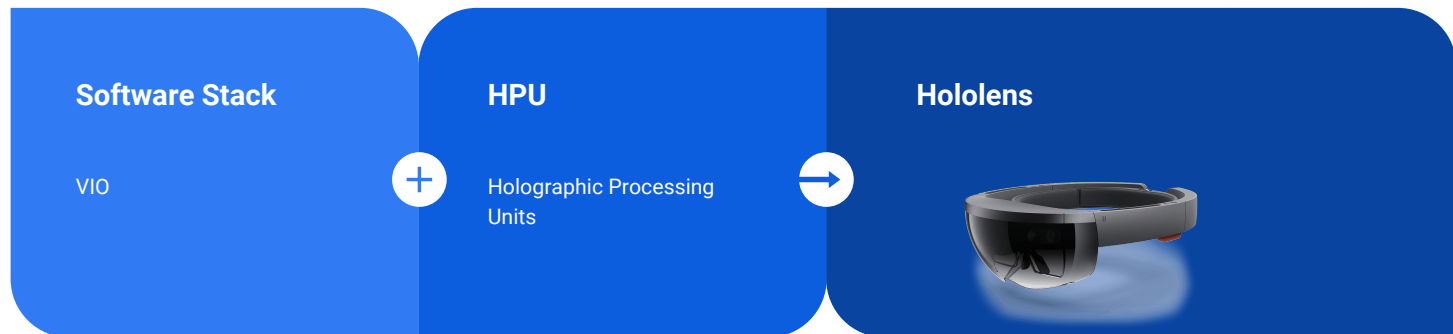 Software Stack
VIO
HPU
Holographic Processing
Units
Hololens